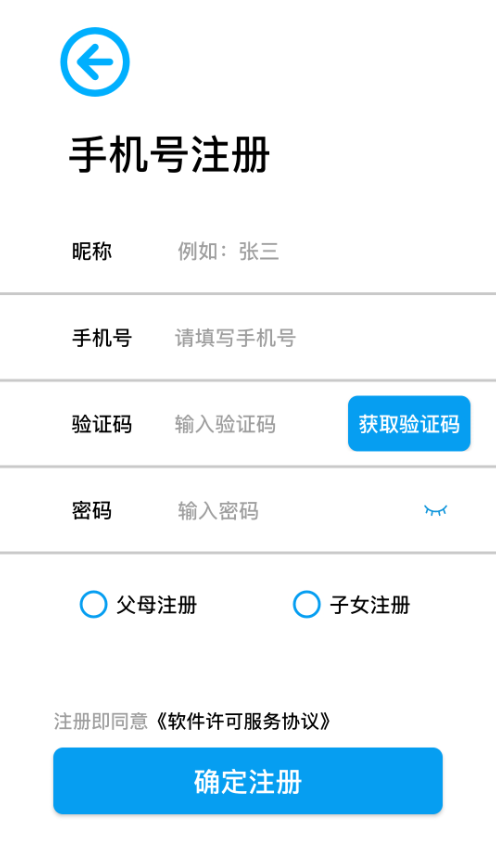 手机号注册
昵称 例如：张三
手机号 请填写手机号
验证码 输入验证码 获取验证码
密码 输入密码
父母注册 子女注册
注册即同意《软件许可服务协议》
确定注册